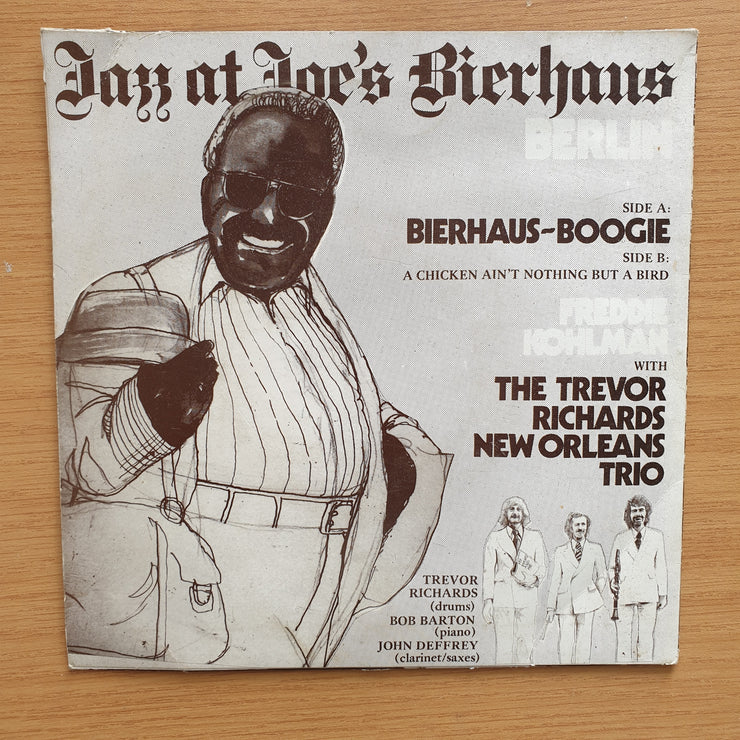 Jazz at Joe's Bierhaus
BERLIN
SIDE A:
BIERHAUS-BOOGIE
SIDE B:
A CHICKEN AIN'T NOTHING BUT A BIRD
FREDDIE
KOHLMAN
WITH
THE TREVOR
RICHARDS
NEW ORLEANS
TRIO
TREVOR
RICHARDS
(drums)
BOB BARTON
(piano)
JOHN DEFFREY
(clarinet/saxes)